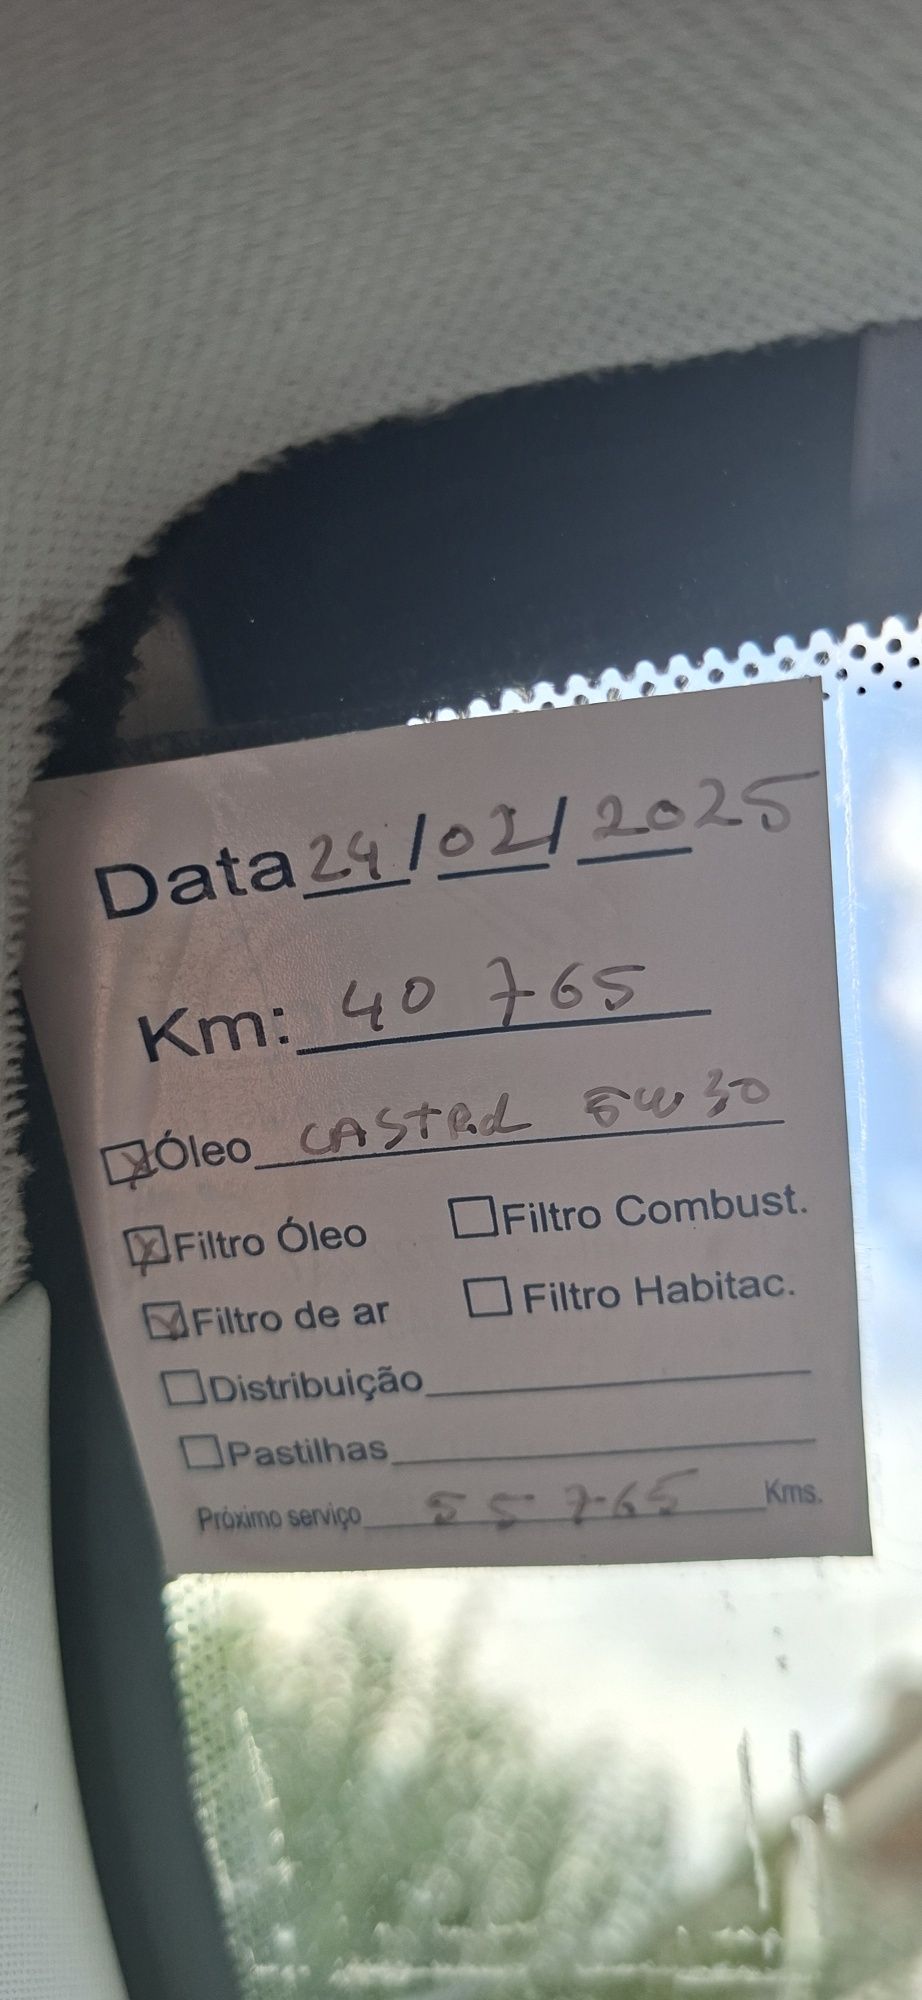 Data 24/02/2025
Km: 40 765
Óleo CASTROL 5W30
Filtro Óleo Filtro Combust.
Filtro de ar Filtro Habitac.
Distribuição
Pastilhas
Próximo serviço 55 765 Kms.